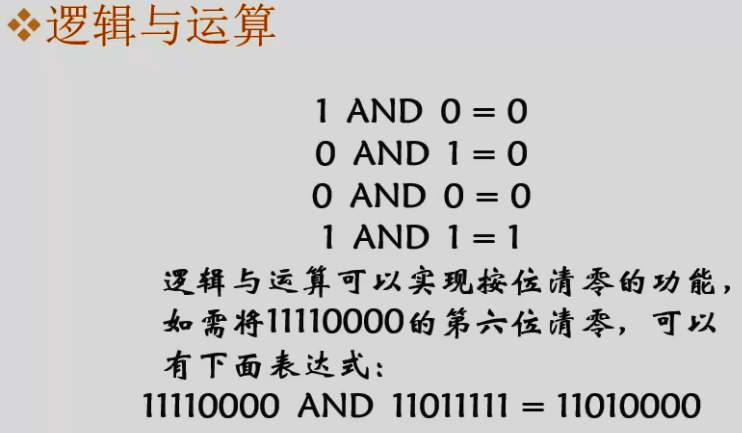 ❖逻辑与运算
1 AND 0 = 0
0 AND 1 = 0
0 AND 0 = 0
1 AND 1 = 1
逻辑与运算可以实现按位清零的功能，
如需将11110000的第六位清零，可以
有下面表达式：
11110000 AND 11011111 = 11010000